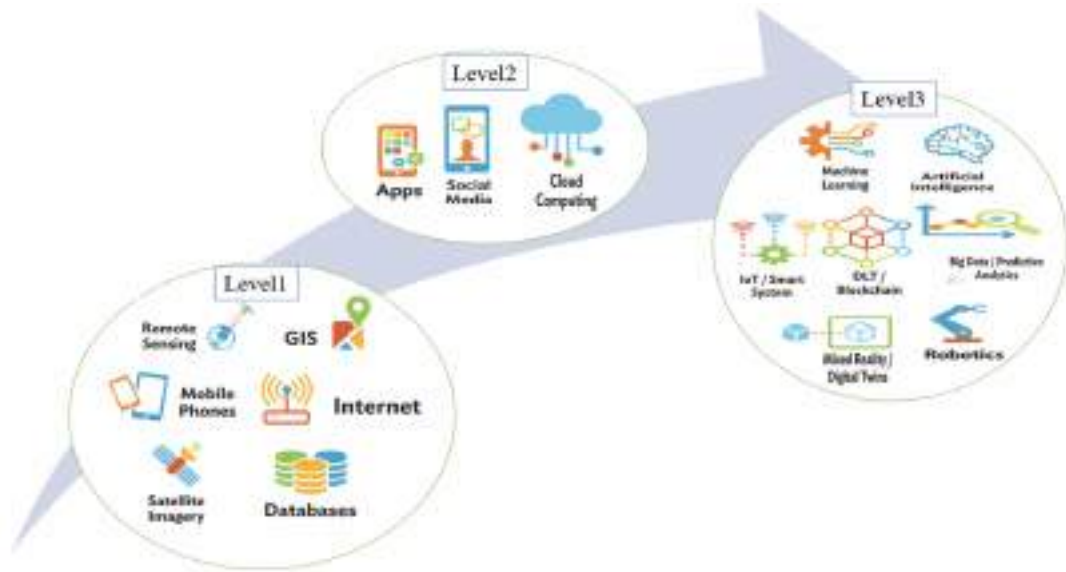 Level2
Apps
Social
Media
Cloud
Computing
Level3
Machine
Learning
Artificial
Intelligence
IoT / Smart
System
DLT /
Blockchain
Big Data / Predictive
Analytics
Mixed Reality /
Digital Twins
Robotics
Level1
Remote
Sensing
GIS
Mobile
Phones
Internet
Satellite
Imagery
Databases